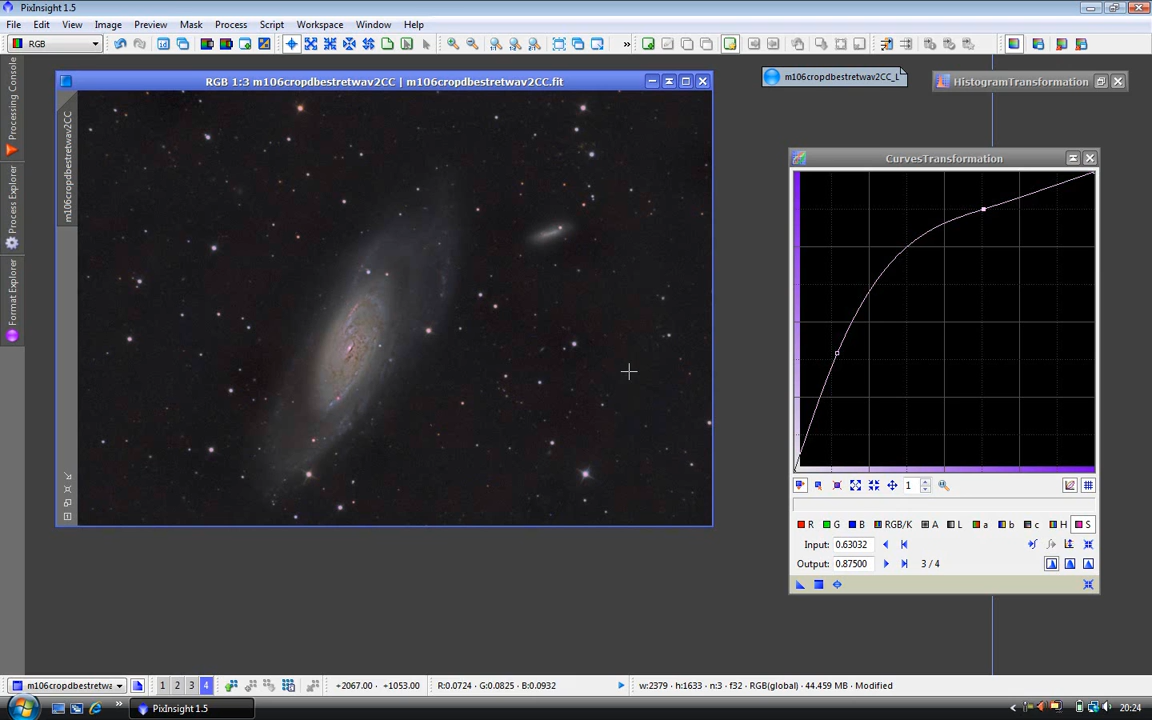 PixInsight 1.5
File Edit View Image Preview Mask Process Script Workspace Window Help
RGB
RGB 1:3 m106cropdbestretwav2CC | m106cropdbestretwav2CC.fit
m106cropdbestretwav2CC_L
HistogramTransformation
Processing Console
Process Explorer
Format Explorer
m106cropdbestretwav2CC
CurvesTransformation
1
R G B RGB/K A L a b c H S
Input: 0.63032
Output: 0.87500 3 / 4
m106cropdbestretwa 1 2 3 4 +2067.00 · +1053.00 R:0.0724 G:0.0825 B:0.0932 w:2379 h:1633 n:3 f32 · RGB(global) · 44.459 MB · Modified
PixInsight 1.5
20:24